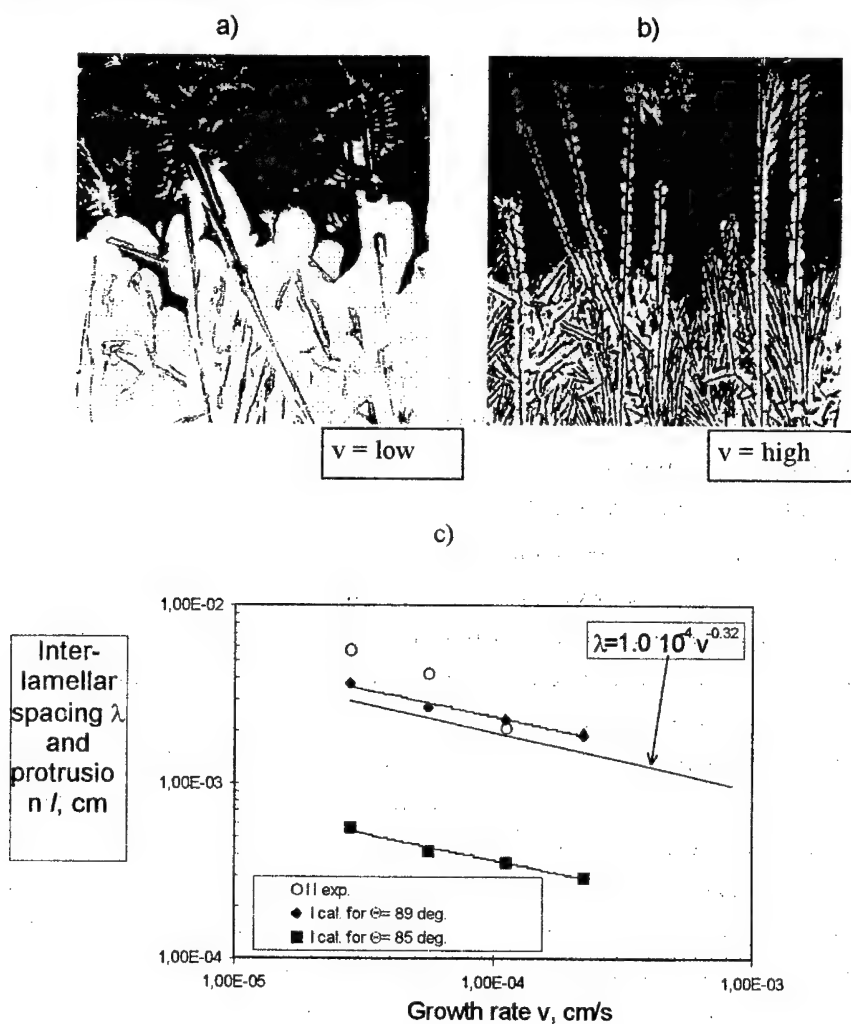 a)
b)
v = low
v = high
c)
Inter-
lamellar
spacing λ
and
protrusio
n l, cm
1,00E-02
1,00E-03
1,00E-04
λ=1.0 10⁻⁴ v⁻⁰·³²
O l exp.
◆ l cal. for Θ= 89 deg.
■ l cal. for Θ= 85 deg.
1,00E-05
1,00E-04
1,00E-03
Growth rate v, cm/s